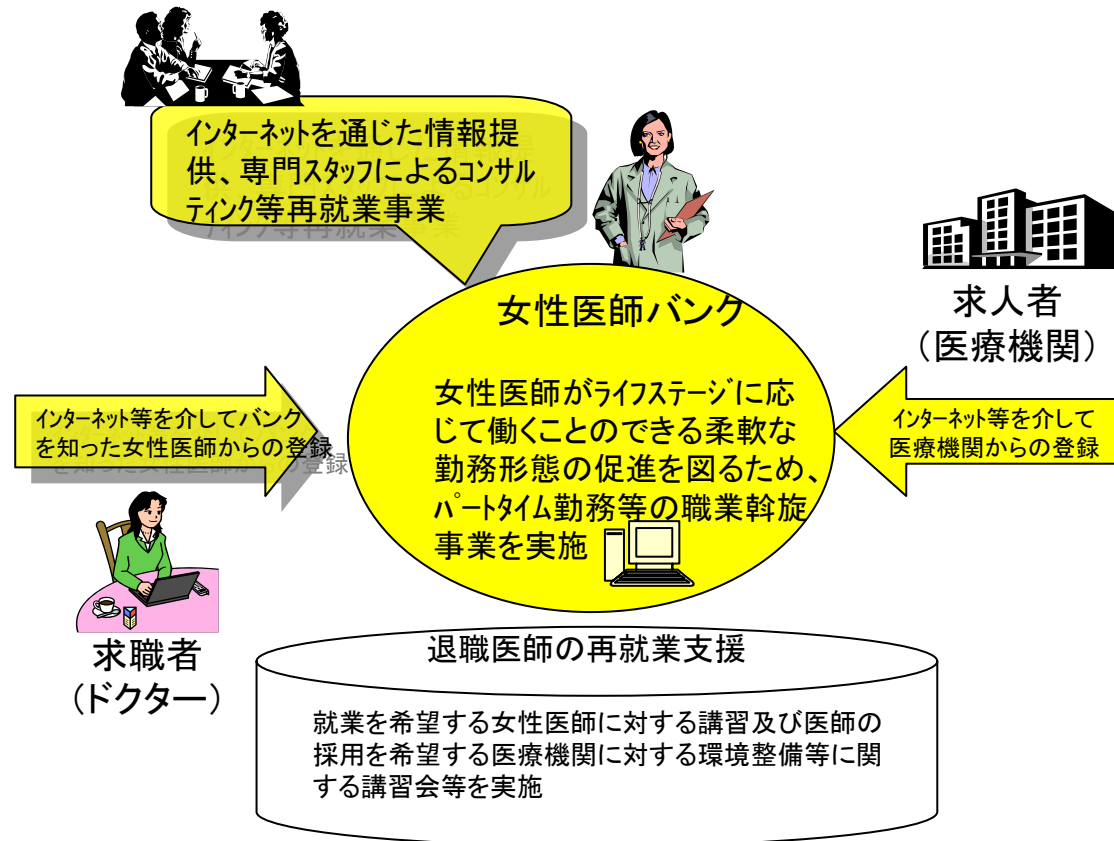 インターネットを通じた情報提
供、専門スタッフによるコンサル
ティンク等再就業事業
女性医師バンク
女性医師がライフステージに応
じて働くことのできる柔軟な
勤務形態の促進を図るため、
パートタイム勤務等の職業斡旋
事業を実施
求人者
（医療機関）
インターネット等を介してバンク
を知った女性医師からの登録
インターネット等を介して
医療機関からの登録
求職者
（ドクター）
退職医師の再就業支援
就業を希望する女性医師に対する講習及び医師の
採用を希望する医療機関に対する環境整備等に関
する講習会等を実施